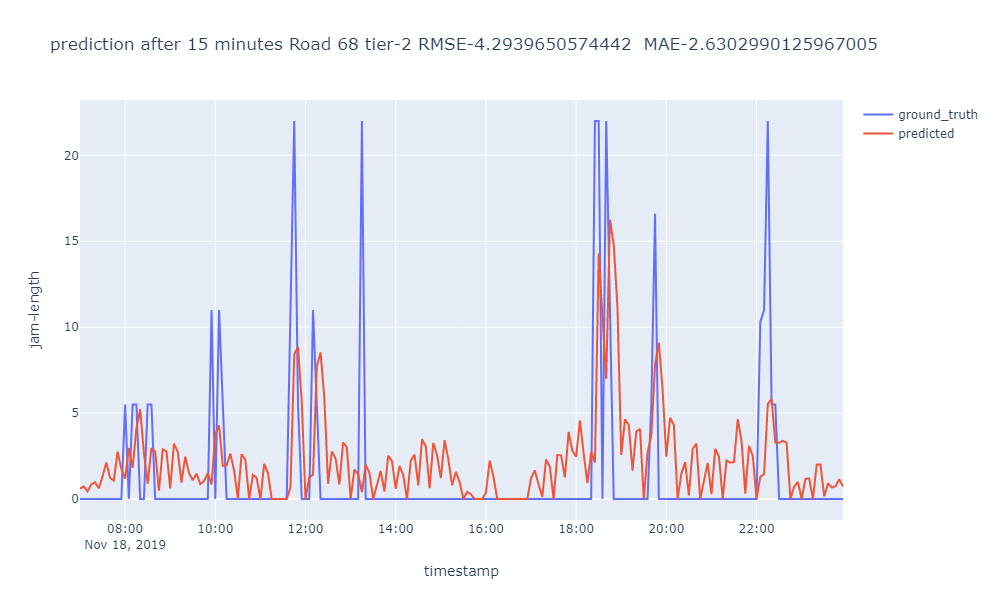 prediction after 15 minutes Road 68 tier-2 RMSE-4.2939650574442  MAE-2.6302990125967005
ground_truth
predicted
20
15
10
5
0
jam-length
08:00 10:00 12:00 14:00 16:00 18:00 20:00 22:00
Nov 18, 2019
timestamp